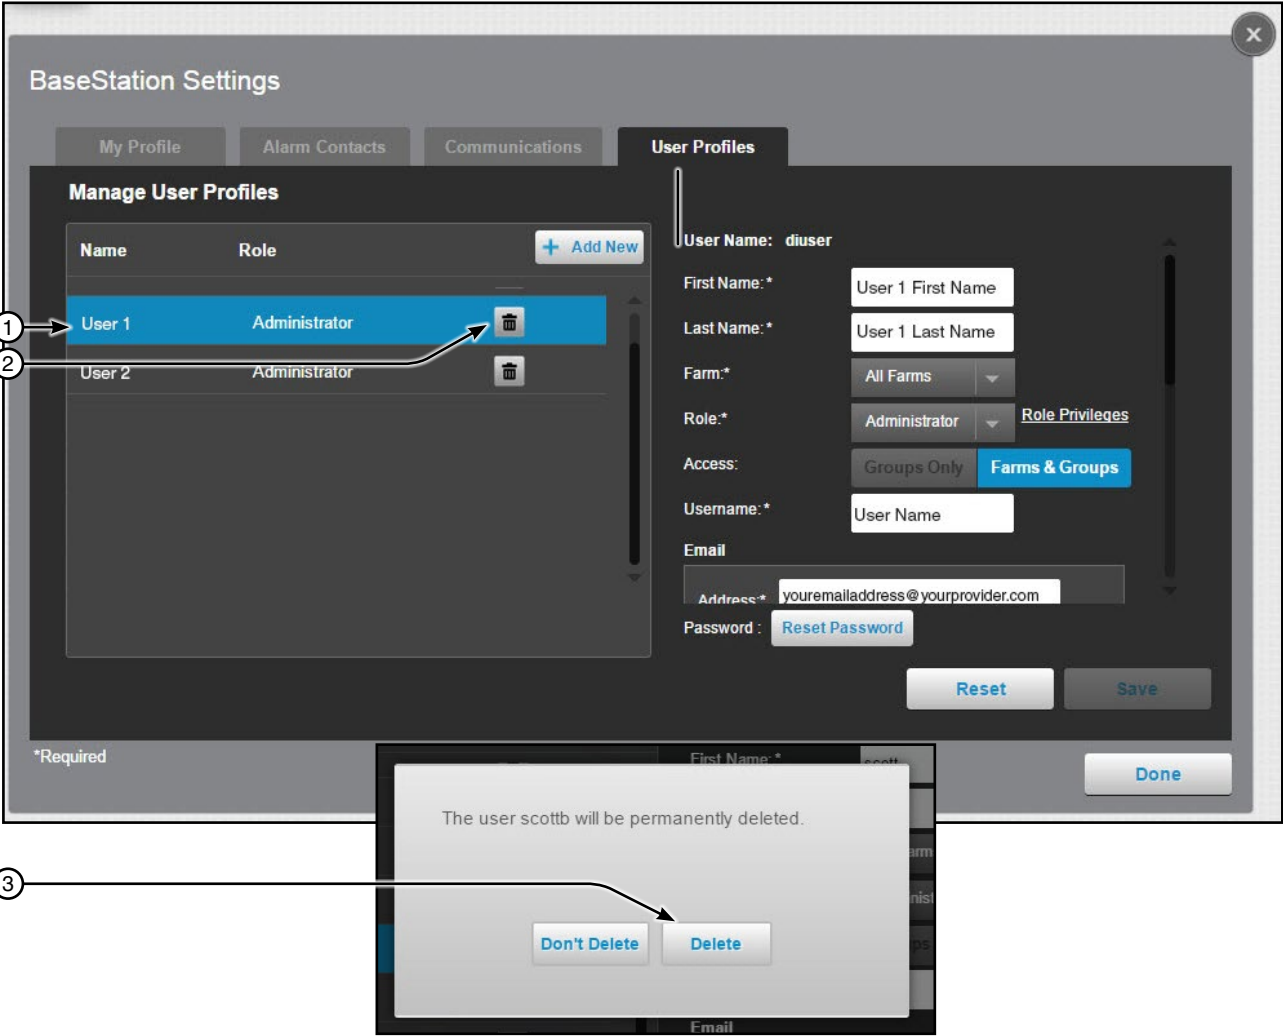 X
BaseStation Settings
My Profile Alarm Contacts Communications User Profiles
Manage User Profiles
Name Role + Add New
User 1 Administrator
User 2 Administrator
User Name: diuser
First Name:* User 1 First Name
Last Name:* User 1 Last Name
Farm:* All Farms
Role:* Administrator Role Privileges
Access: Groups Only Farms & Groups
Username:* User Name
Email
Address:* youremailaddress@yourprovider.com
Password : Reset Password
Reset Save
*Required
Done
1
2
3
First Name:* scott
The user scottb will be permanently deleted.
Don't Delete Delete
Email